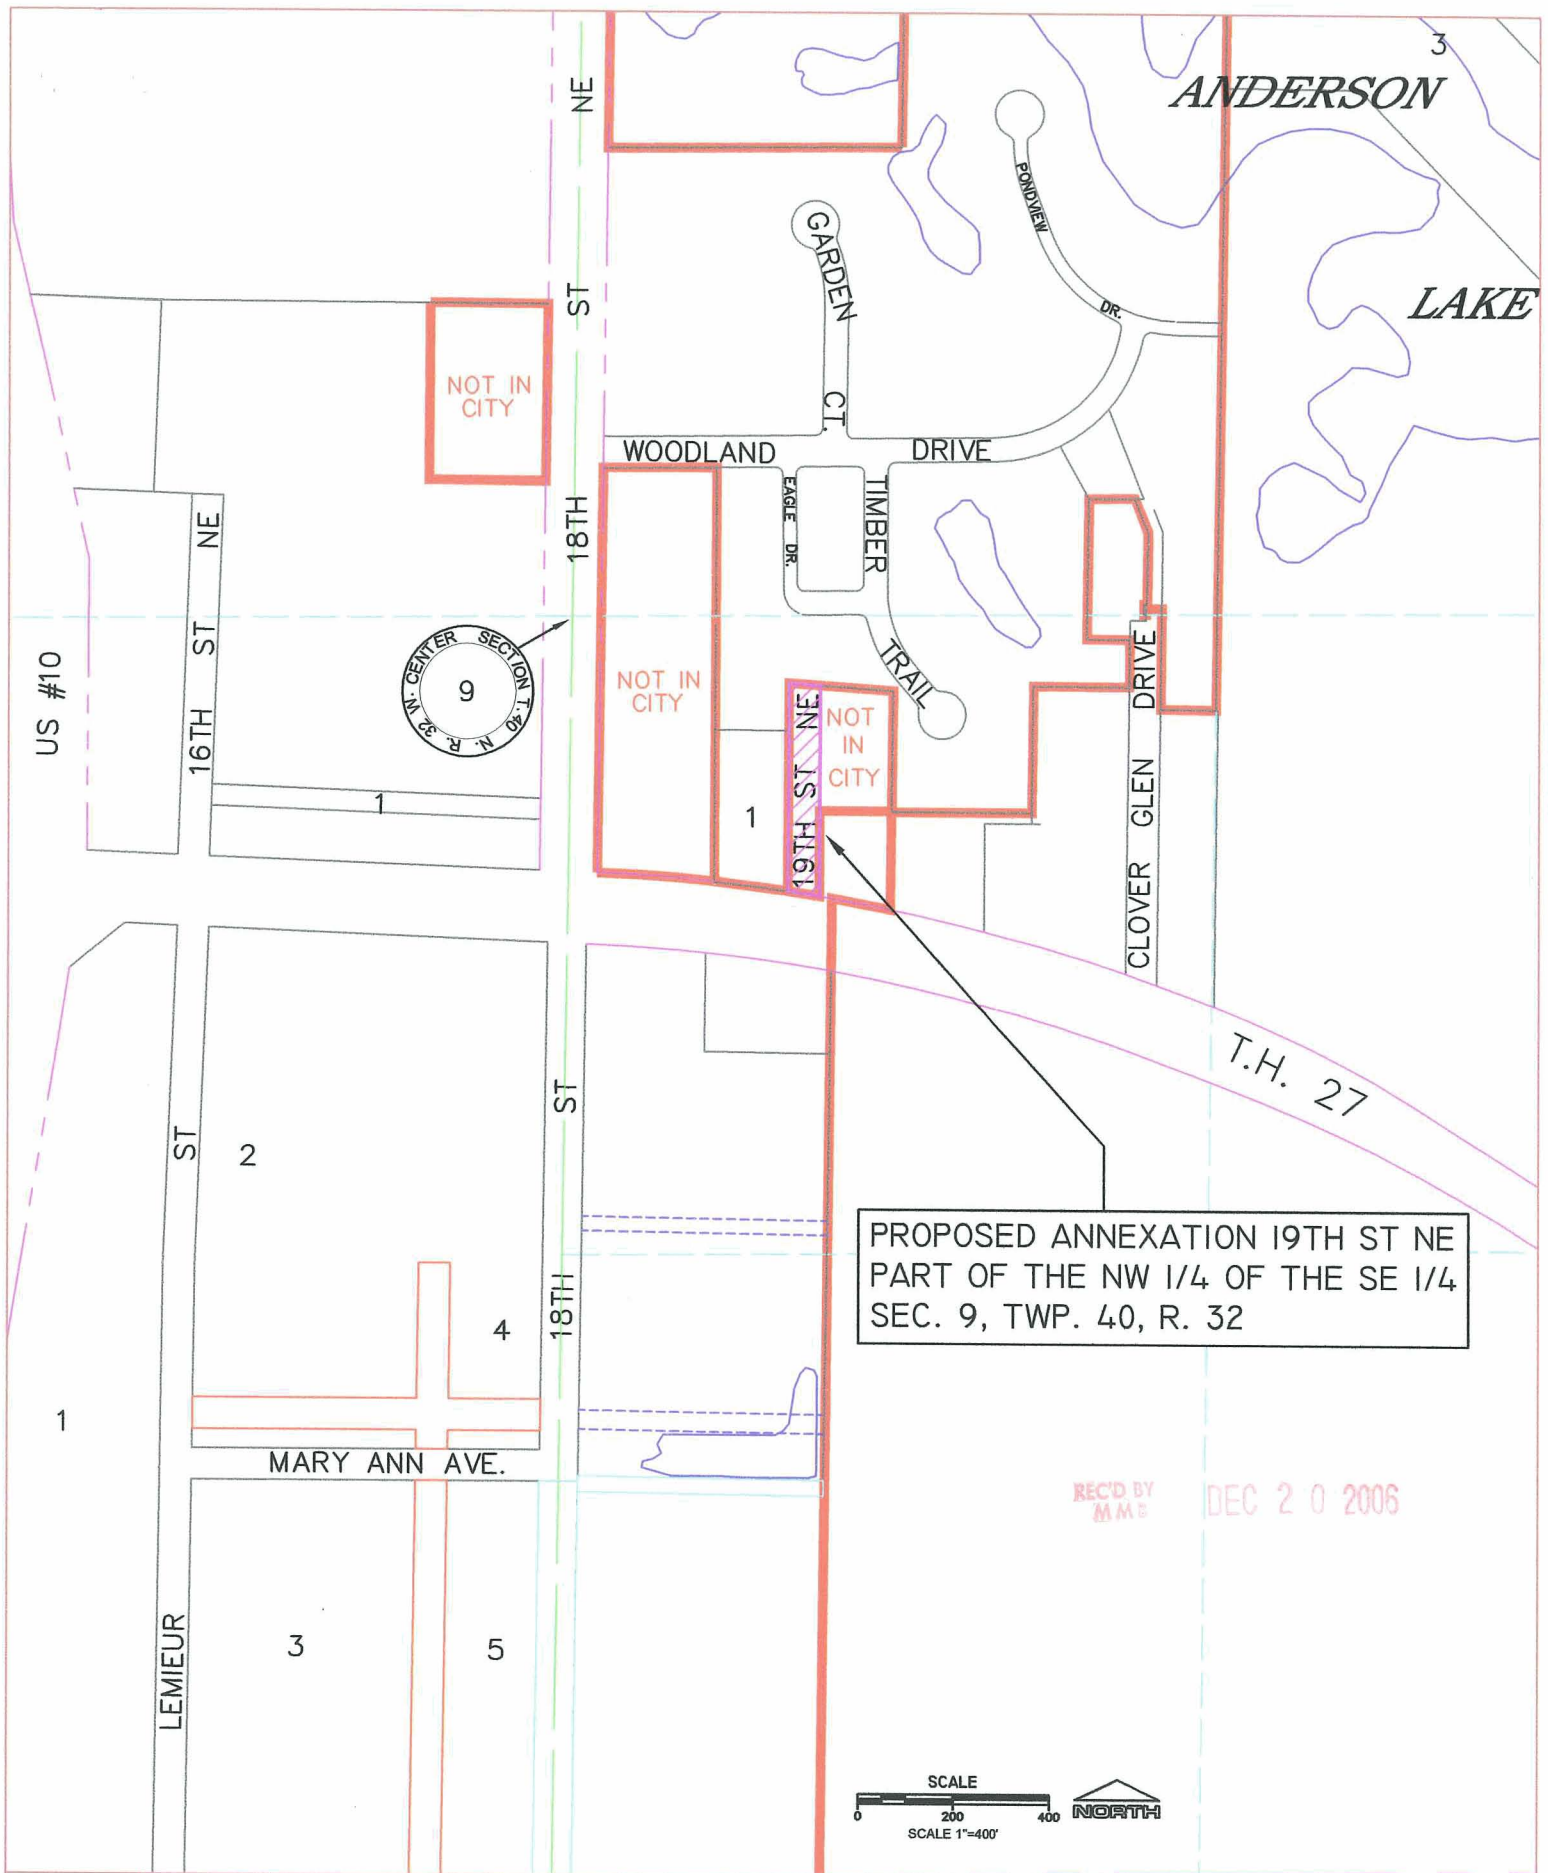 3
ANDERSON
LAKE
NE
ST
18TH
PONDVIEW
DR.
GARDEN
CT.
NOT IN
CITY
WOODLAND DRIVE
EAGLE DR.
TIMBER
TRAIL
16TH ST NE
US #10
W. CENTER SECTION T. 40 N. R. 32
9
NOT IN
CITY
19TH ST NE
NOT
IN
CITY
1
1
CLOVER GLEN DRIVE
T.H. 27
ST
18TH
2
4
PROPOSED ANNEXATION 19TH ST NE
PART OF THE NW 1/4 OF THE SE 1/4
SEC. 9, TWP. 40, R. 32
ST
LEMIEUR
1
MARY ANN AVE.
3
5
REC'D BY
MMB
DEC 20 2006
SCALE
0 200 400
SCALE 1"=400'
NORTH